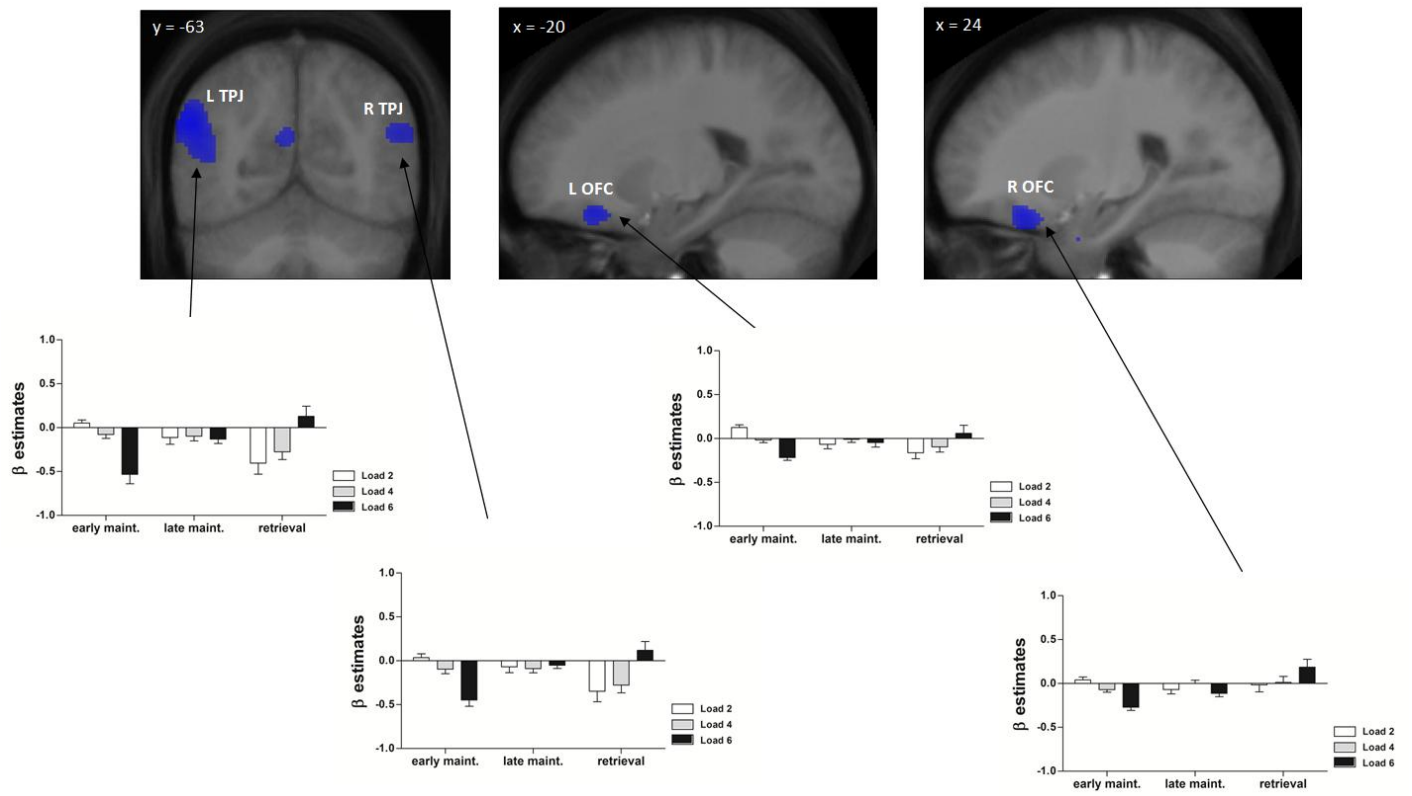 y = -63
L TPJ
R TPJ
x = -20
L OFC
x = 24
R OFC
β estimates
1.0
0.5
0.0
-0.5
-1.0
early maint.
late maint.
retrieval
Load 2
Load 4
Load 6
β estimates
1.0
0.5
0.0
-0.5
-1.0
early maint.
late maint.
retrieval
Load 2
Load 4
Load 6
β estimates
1.0
0.5
0.0
-0.5
-1.0
early maint.
late maint.
retrieval
Load 2
Load 4
Load 6
β estimates
1.0
0.5
0.0
-0.5
-1.0
early maint.
late maint.
retrieval
Load 2
Load 4
Load 6